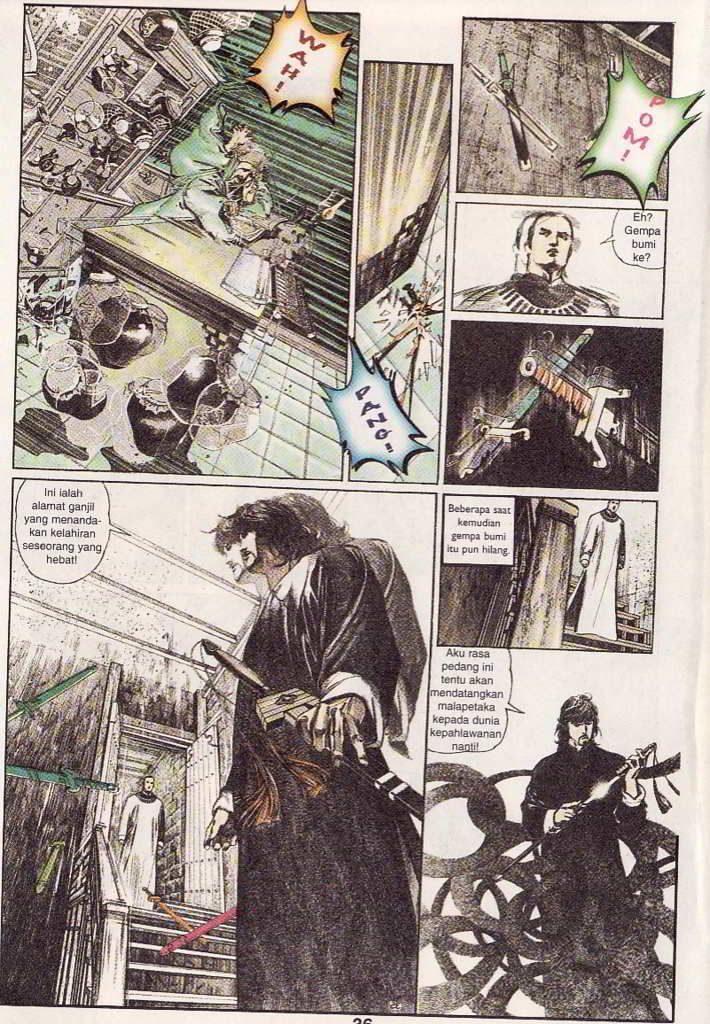 WAH!
PANG!
POM!
Eh?
Gempa
bumi
ke?
Ini ialah
alamat ganjil
yang menanda-
kan kelahiran
seseorang yang
hebat!
Beberapa saat
kemudian
gempa bumi
itu pun hilang.
Aku rasa
pedang ini
tentu akan
mendatangkan
malapetaka
kepada dunia
kepahlawanan
nanti!
36